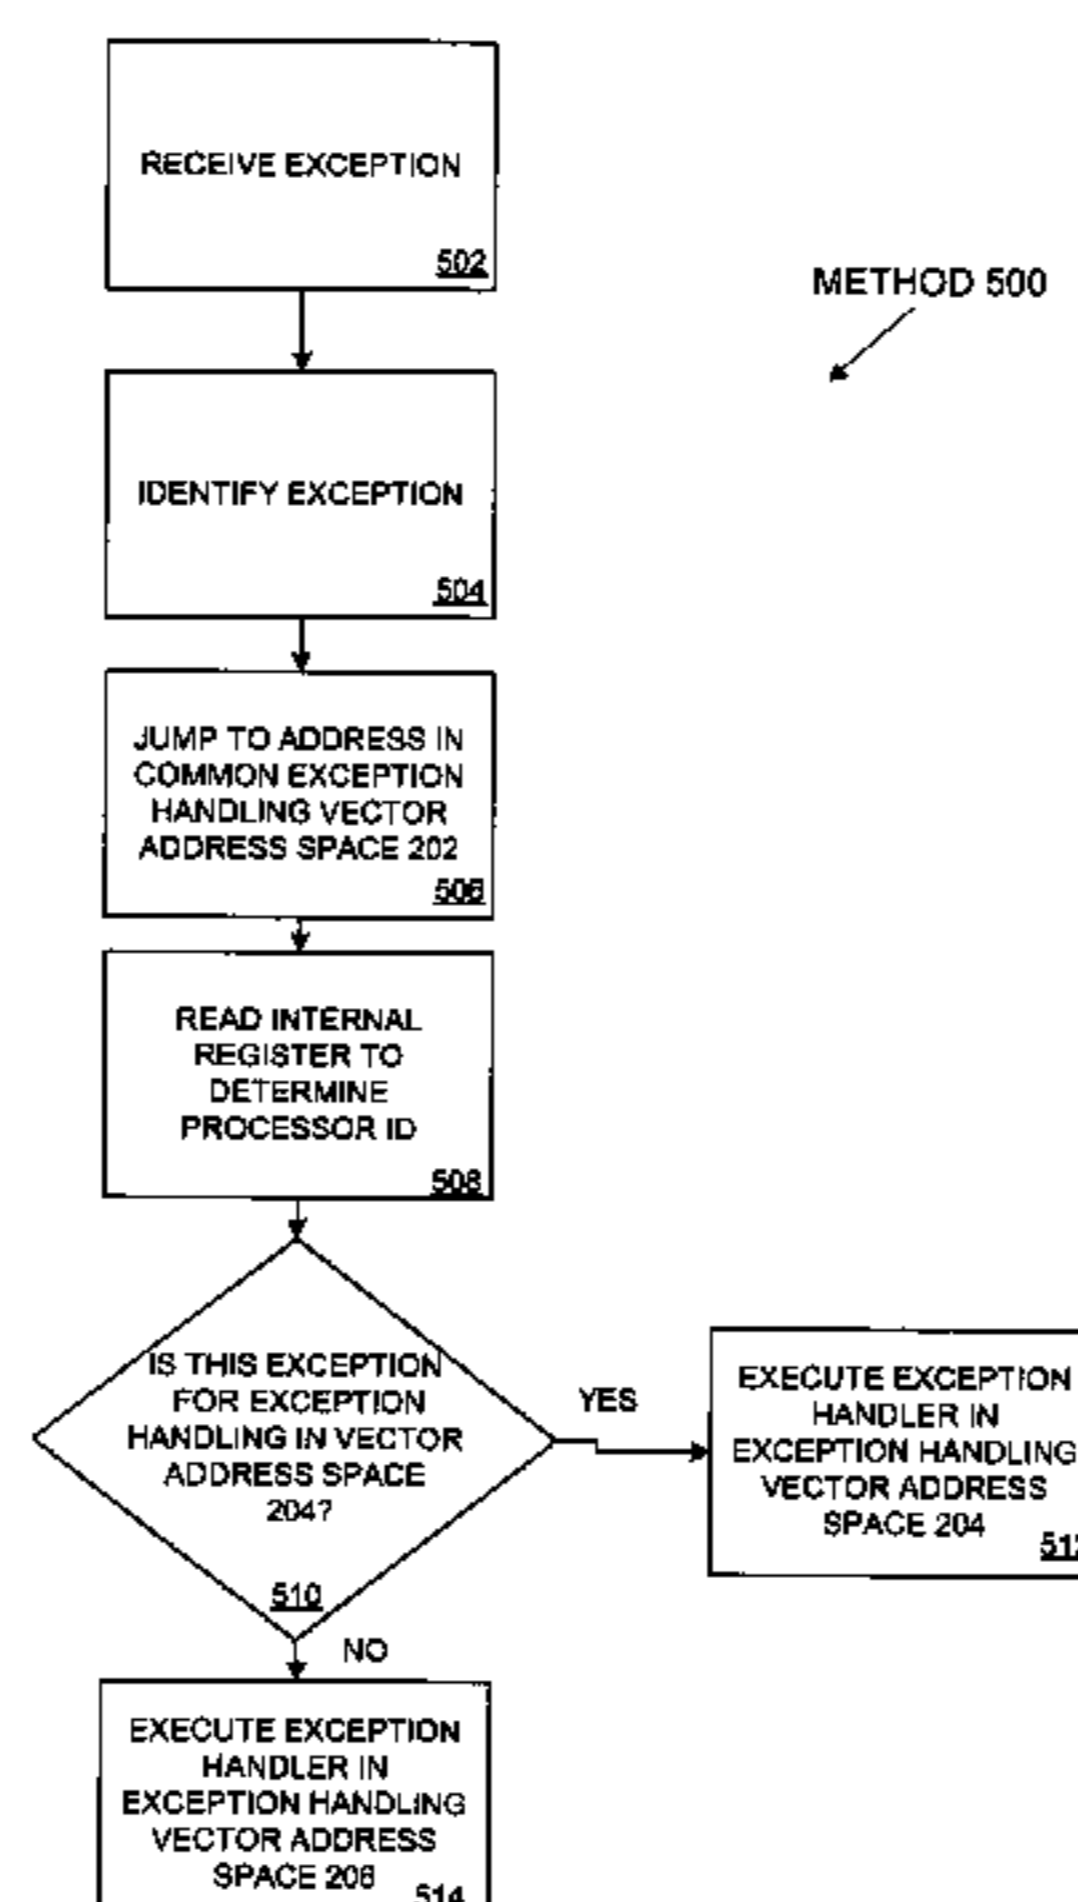 RECEIVE EXCEPTION
502
METHOD 500
IDENTIFY EXCEPTION
504
JUMP TO ADDRESS IN
COMMON EXCEPTION
HANDLING VECTOR
ADDRESS SPACE 202
506
READ INTERNAL
REGISTER TO
DETERMINE
PROCESSOR ID
508
IS THIS EXCEPTION
FOR EXCEPTION
HANDLING IN VECTOR
ADDRESS SPACE
204?
510
YES
EXECUTE EXCEPTION
HANDLER IN
EXCEPTION HANDLING
VECTOR ADDRESS
SPACE 204
NO
EXECUTE EXCEPTION
HANDLER IN
EXCEPTION HANDLING
VECTOR ADDRESS
SPACE 206
514